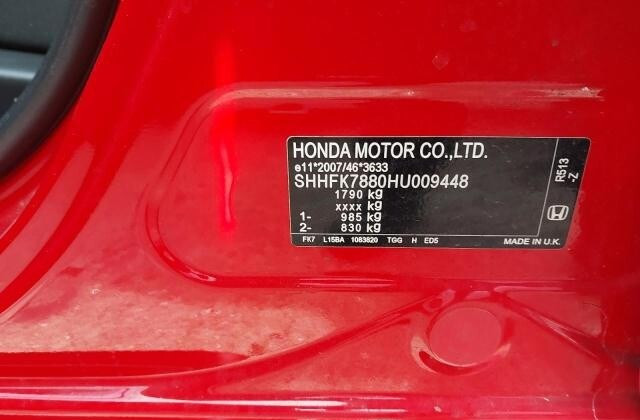 HONDA MOTOR CO.,LTD.
e11*2007/46*3633
SHHFK7880HU009448
1790 kg
xxxx kg
1- 985 kg
2- 830 kg
FK7 L15BA 1083820 TGG H ED5 MADE IN U.K.
R513
-Z